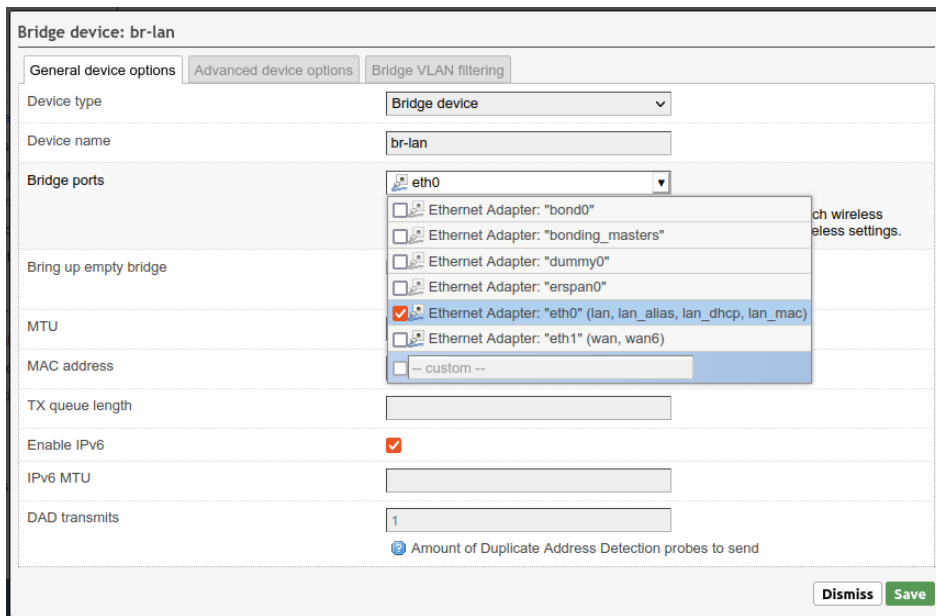 Bridge device: br-lan
General device options Advanced device options Bridge VLAN filtering
Device type Bridge device
Device name br-lan
Bridge ports eth0
Ethernet Adapter: "bond0"
ch wireless
Ethernet Adapter: "bonding_masters"
eless settings.
Ethernet Adapter: "dummy0"
Bring up empty bridge
Ethernet Adapter: "erspan0"
Ethernet Adapter: "eth0" (lan, lan_alias, lan_dhcp, lan_mac)
MTU
Ethernet Adapter: "eth1" (wan, wan6)
MAC address
-- custom --
TX queue length
Enable IPv6
IPv6 MTU
DAD transmits 1
Amount of Duplicate Address Detection probes to send
Dismiss Save